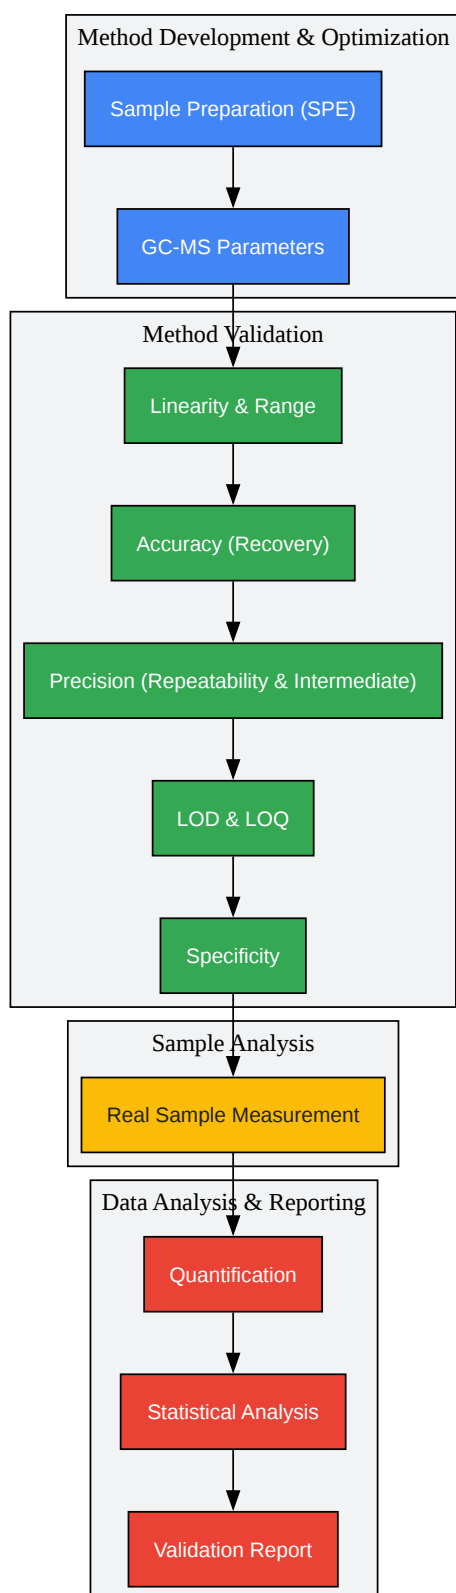 Method Development & Optimization
Sample Preparation (SPE)
GC-MS Parameters
Method Validation
Linearity & Range
Accuracy (Recovery)
Precision (Repeatability & Intermediate)
LOD & LOQ
Specificity
Sample Analysis
Real Sample Measurement
Data Analysis & Reporting
Quantification
Statistical Analysis
Validation Report